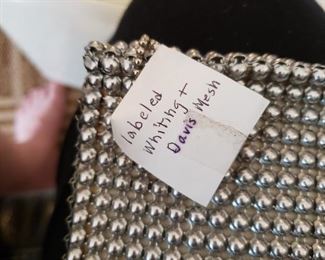 labeled
Whiting +
Davis Mesh